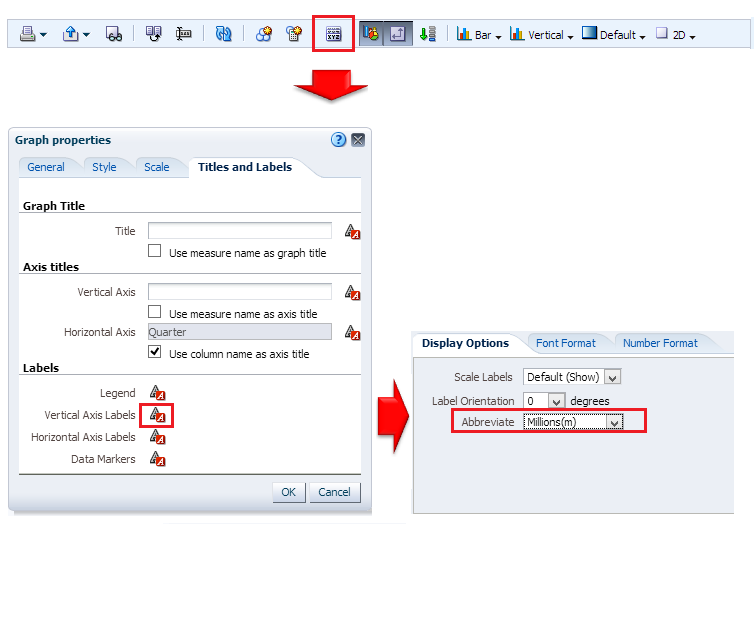 XYZ Bar Vertical Default 2D
Graph properties
General Style Scale Titles and Labels
Graph Title
Title
Use measure name as graph title
Axis titles
Vertical Axis
Use measure name as axis title
Horizontal Axis Quarter
Use column name as axis title
Labels
Legend
Vertical Axis Labels
Horizontal Axis Labels
Data Markers
OK Cancel
Display Options Font Format Number Format
Scale Labels Default (Show)
Label Orientation 0 degrees
Abbreviate Millions(m)